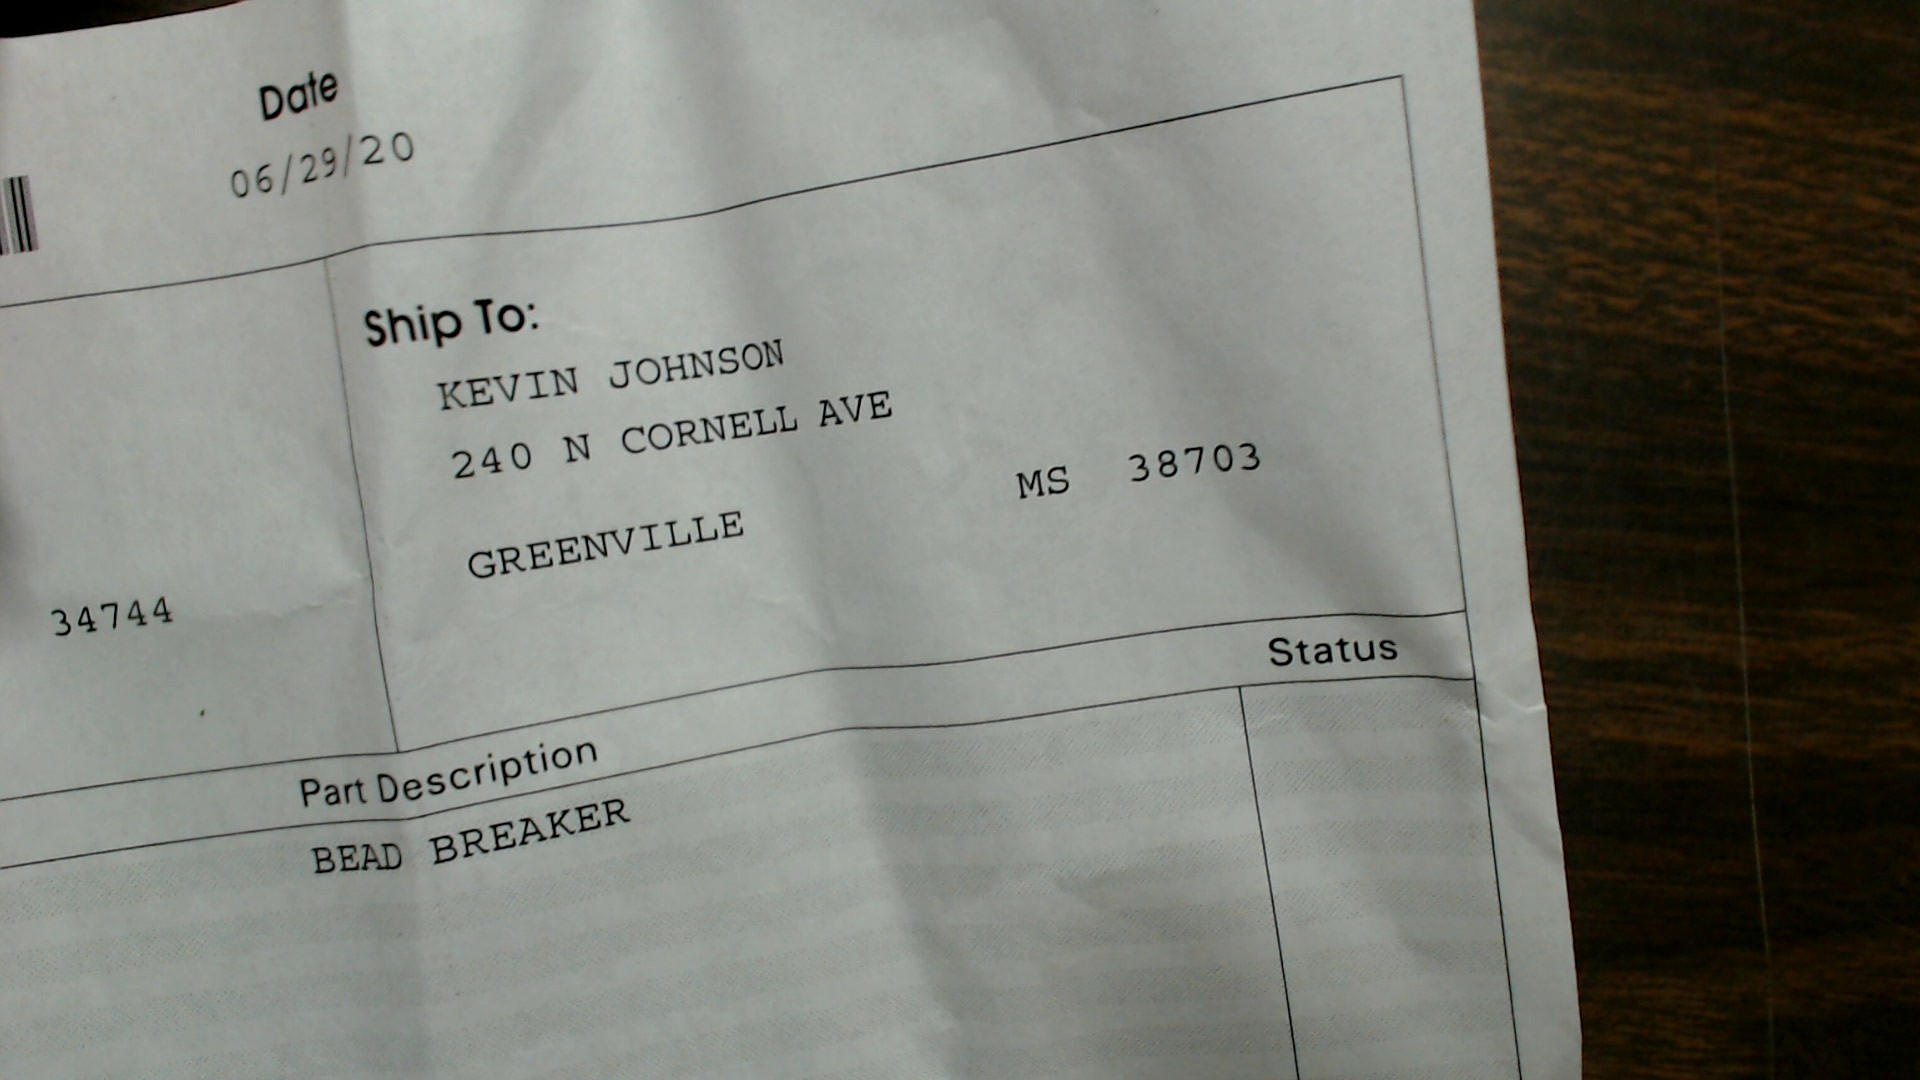 Date
06/29/20
Ship To:
KEVIN JOHNSON
240 N CORNELL AVE
GREENVILLE MS 38703
34744
Status
Part Description
BEAD BREAKER